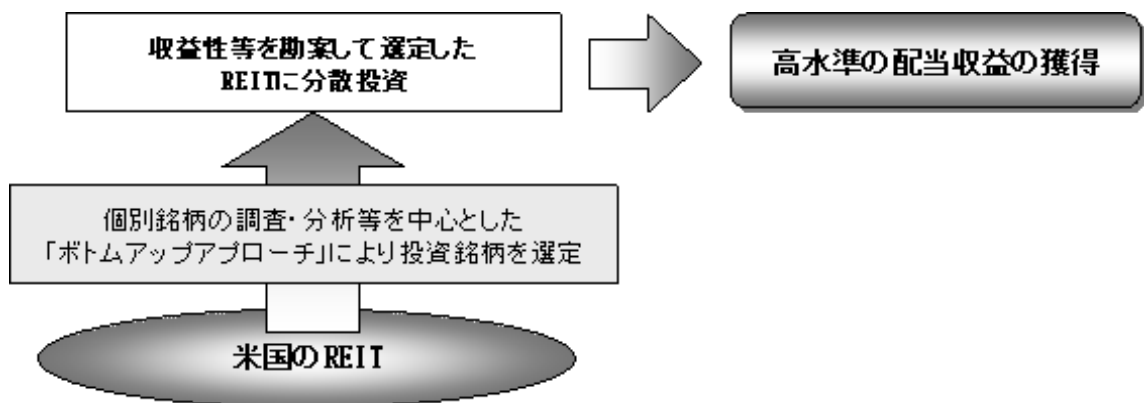 収益性等を勘案して選定した
REITに分散投資
高水準の配当収益の獲得
個別銘柄の調査・分析等を中心とした
「ボトムアップアプローチ」により投資銘柄を選定
米国のREIT